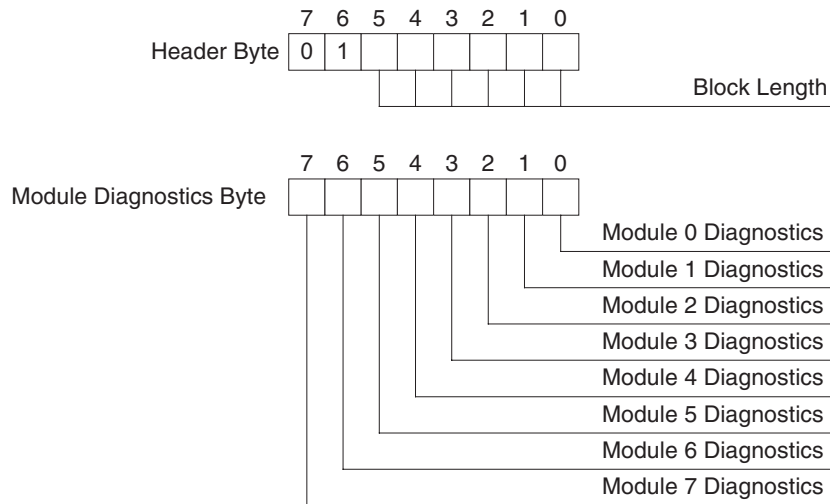 7 6 5 4 3 2 1 0
Header Byte 0 1
Block Length
7 6 5 4 3 2 1 0
Module Diagnostics Byte
Module 0 Diagnostics
Module 1 Diagnostics
Module 2 Diagnostics
Module 3 Diagnostics
Module 4 Diagnostics
Module 5 Diagnostics
Module 6 Diagnostics
Module 7 Diagnostics